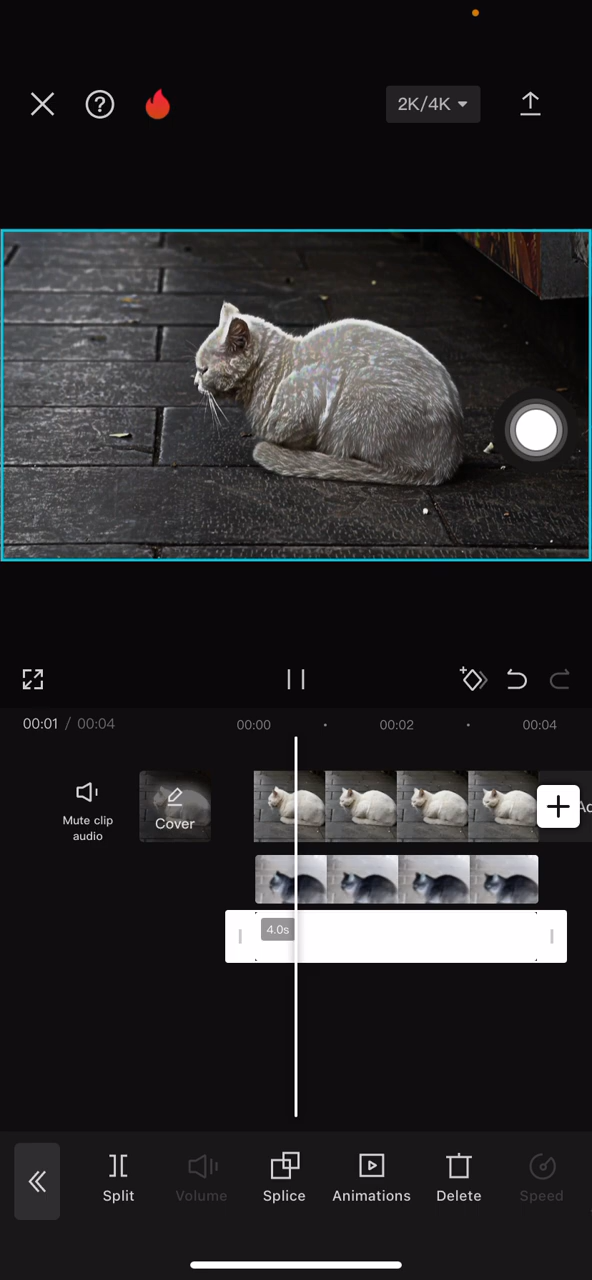 2K/4K
00:01 / 00:04
00:00
00:02
00:04
Mute clip
audio
Cover
4.0s
Split
Volume
Splice
Animations
Delete
Speed